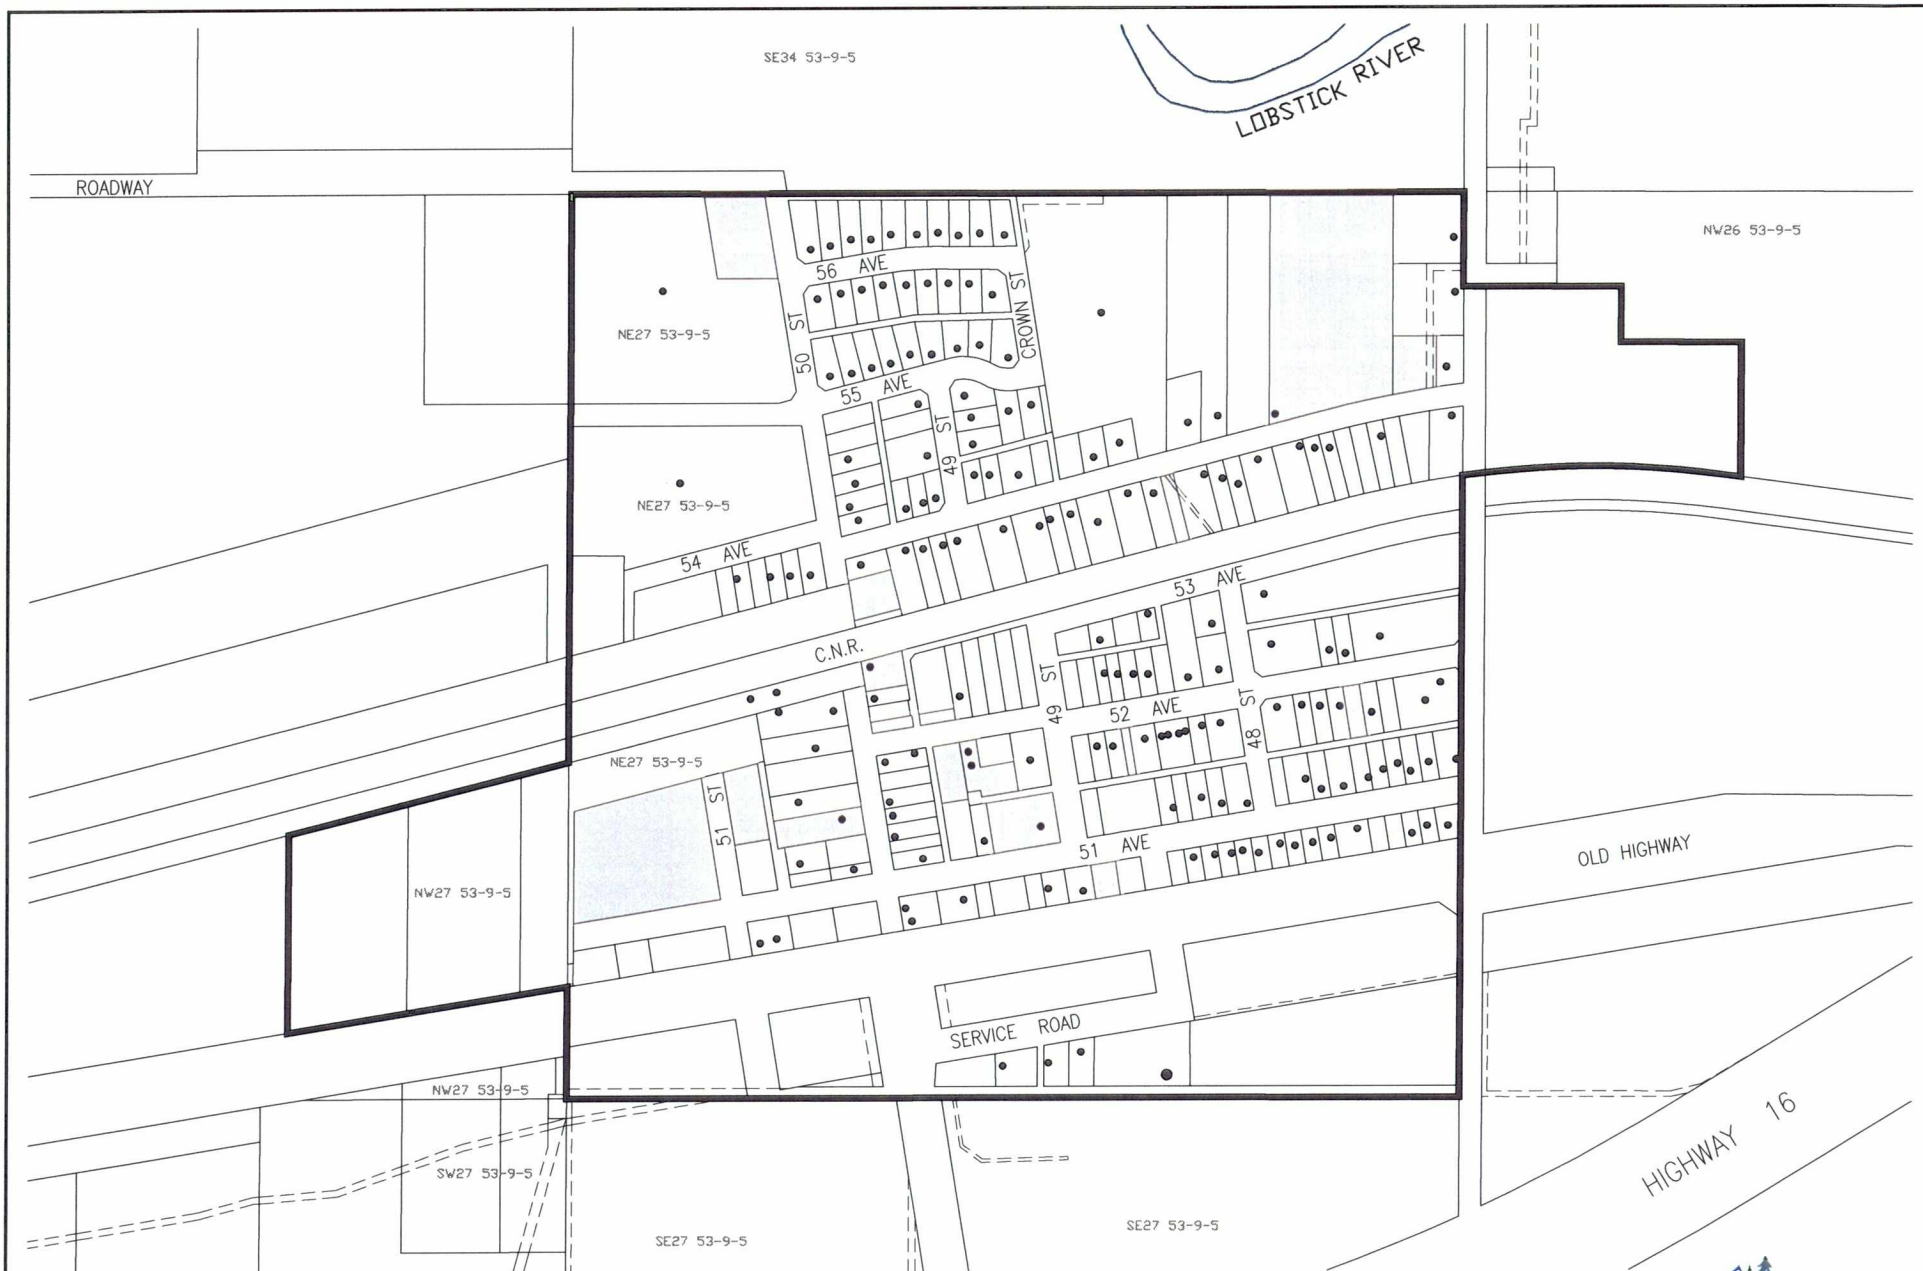 SE34 53-9-5
LOBSTICK RIVER
ROADWAY
NW26 53-9-5
56 AVE
NE27 53-9-5
50 ST
CROWN ST
55 AVE
49 ST
NE27 53-9-5
54 AVE
53 AVE
C.N.R.
49 ST
52 AVE
48 ST
NE27 53-9-5
51 ST
51 AVE
OLD HIGHWAY
NW27 53-9-5
SERVICE ROAD
NW27 53-9-5
HIGHWAY 16
SW27 53-9-5
SE27 53-9-5
SE27 53-9-5